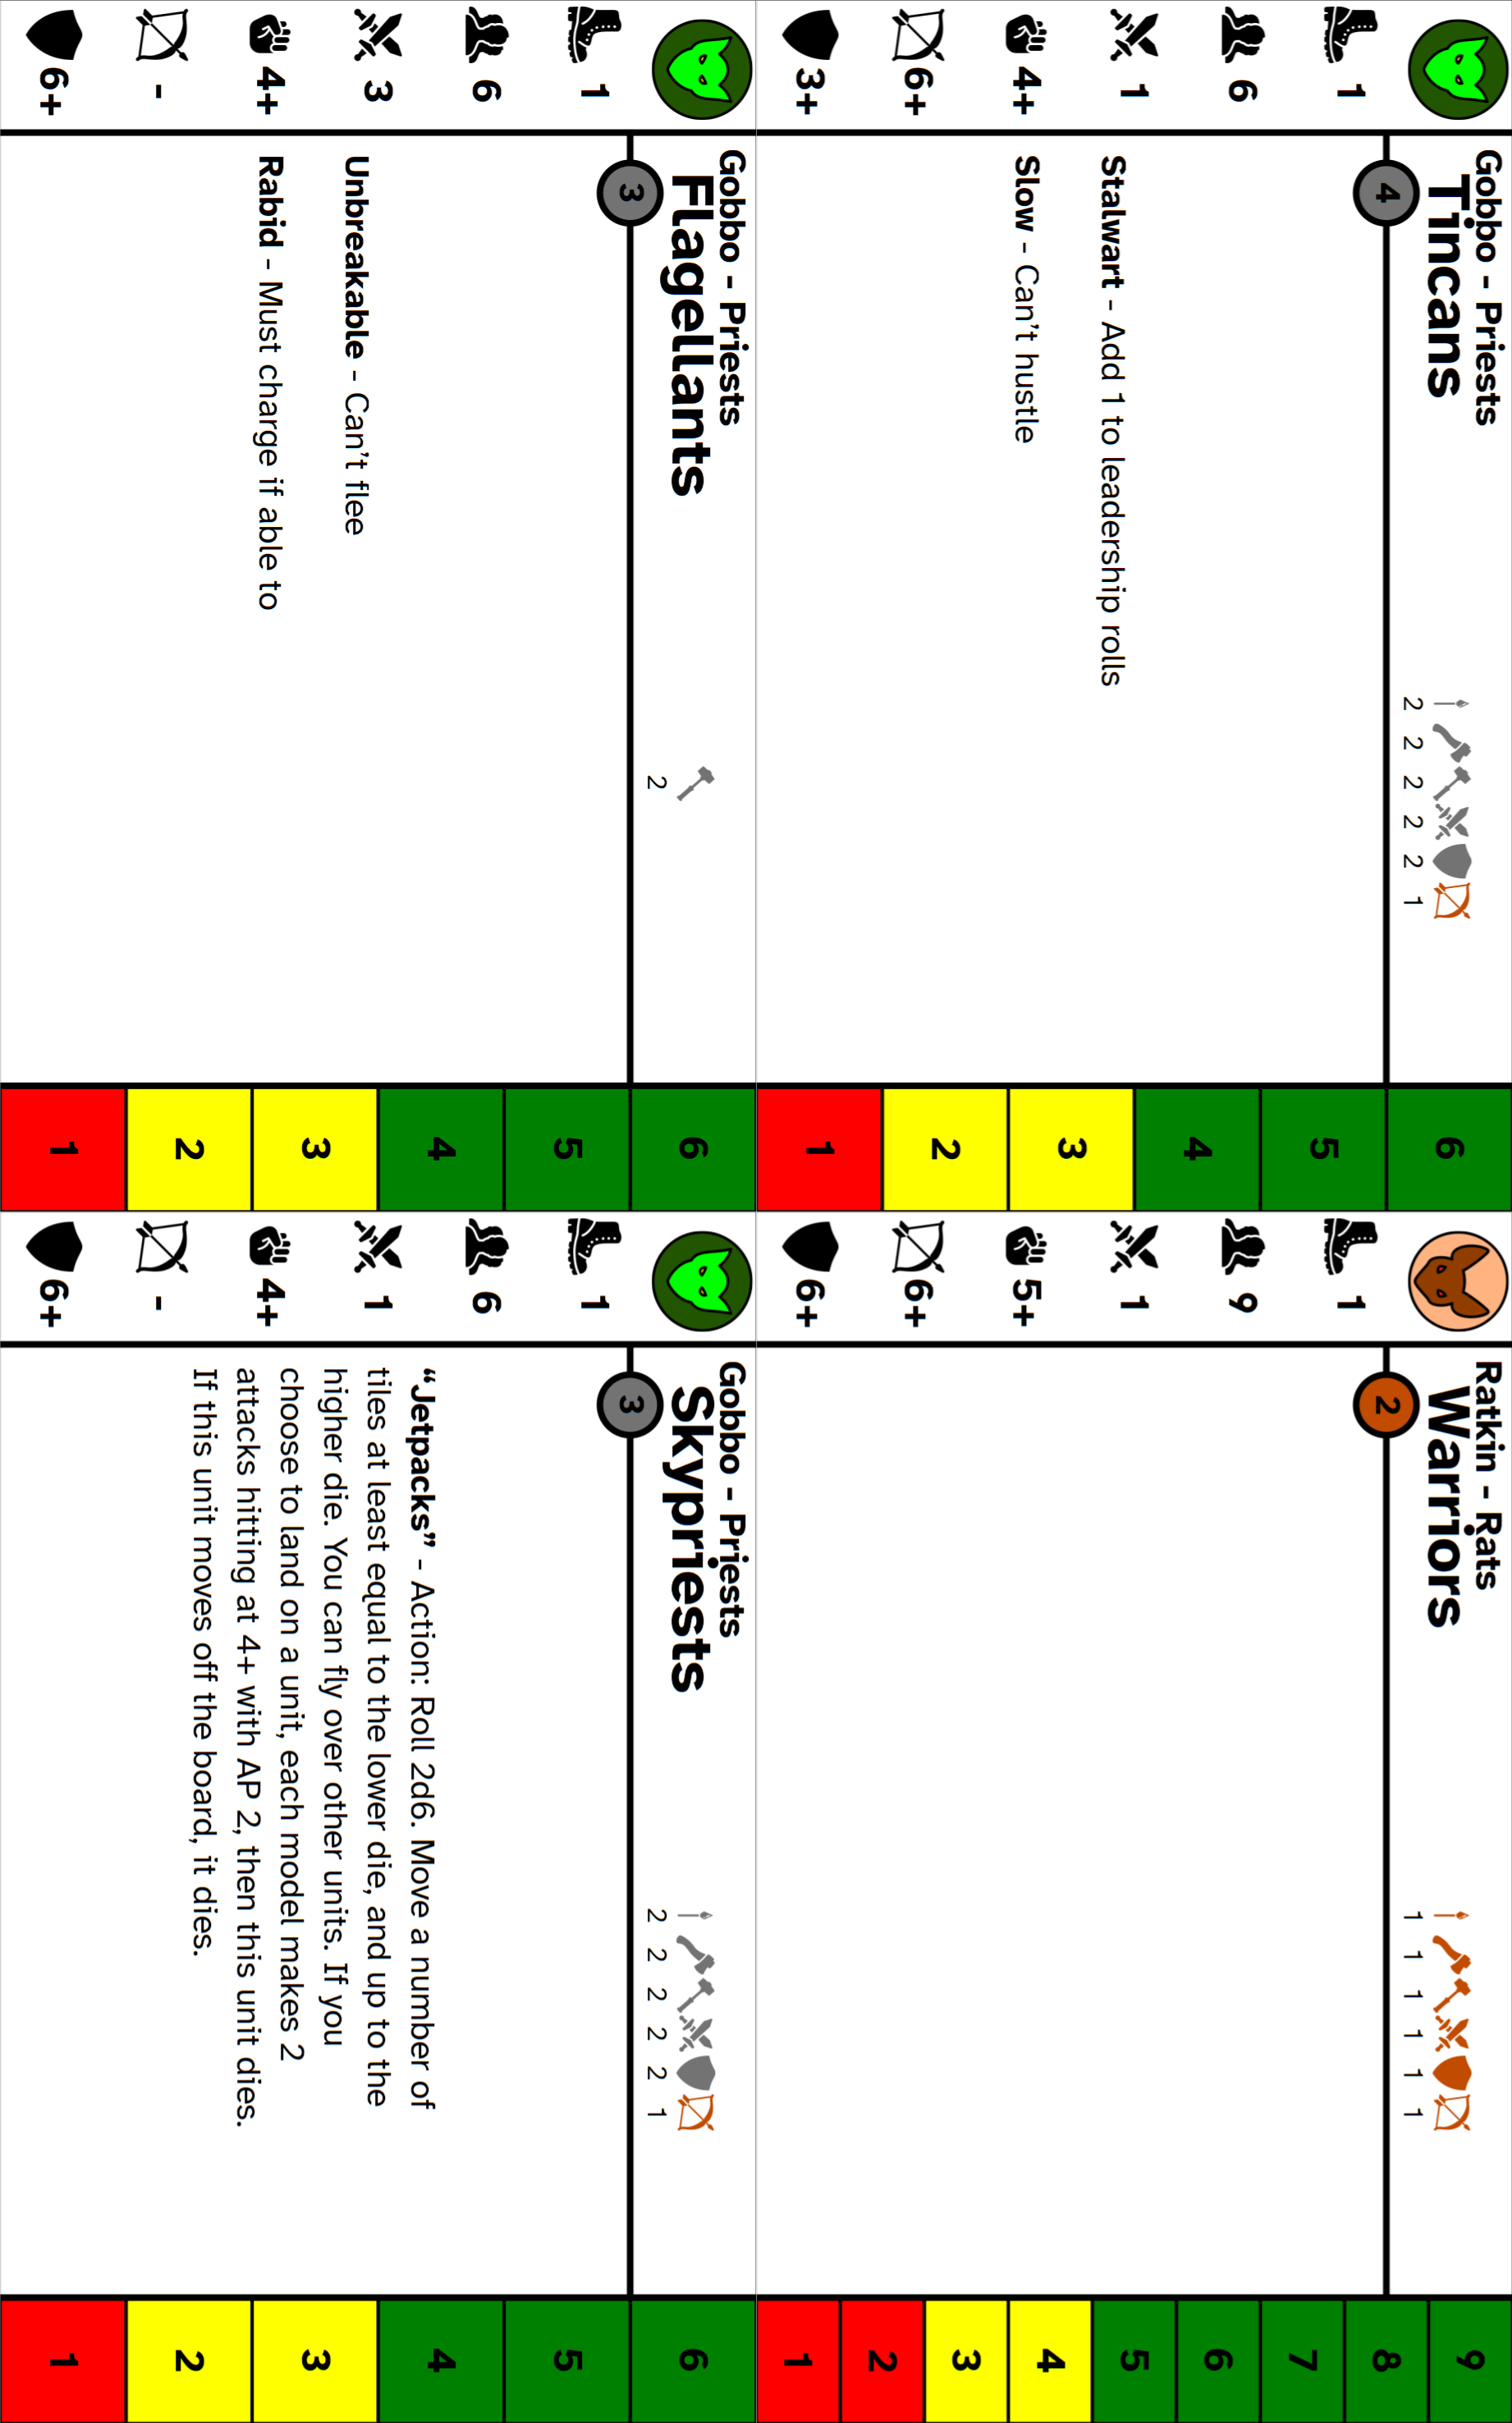 Gobbo - Priests
Tincans
2 2 2 2 2 1
4
1
6
1
4+
6+
3+
Stalwart - Add 1 to leadership rolls
Slow - Can't hustle
6
5
4
3
2
1
Ratkin - Rats
Warriors
1 1 1 1 1 1
2
1
9
1
5+
6+
6+
9
8
7
6
5
4
3
2
1
Gobbo - Priests
Flagellants
2
3
1
6
3
4+
-
6+
Unbreakable - Can't flee
Rabid - Must charge if able to
6
5
4
3
2
1
Gobbo - Priests
Skypriests
2 2 2 2 2 1
3
1
6
1
4+
-
6+
“Jetpacks” - Action: Roll 2d6. Move a number of
tiles at least equal to the lower die, and up to the
higher die. You can fly over other units. If you
choose to land on a unit, each model makes 2
attacks hitting at 4+ with AP 2, then this unit dies.
If this unit moves off the board, it dies.
6
5
4
3
2
1